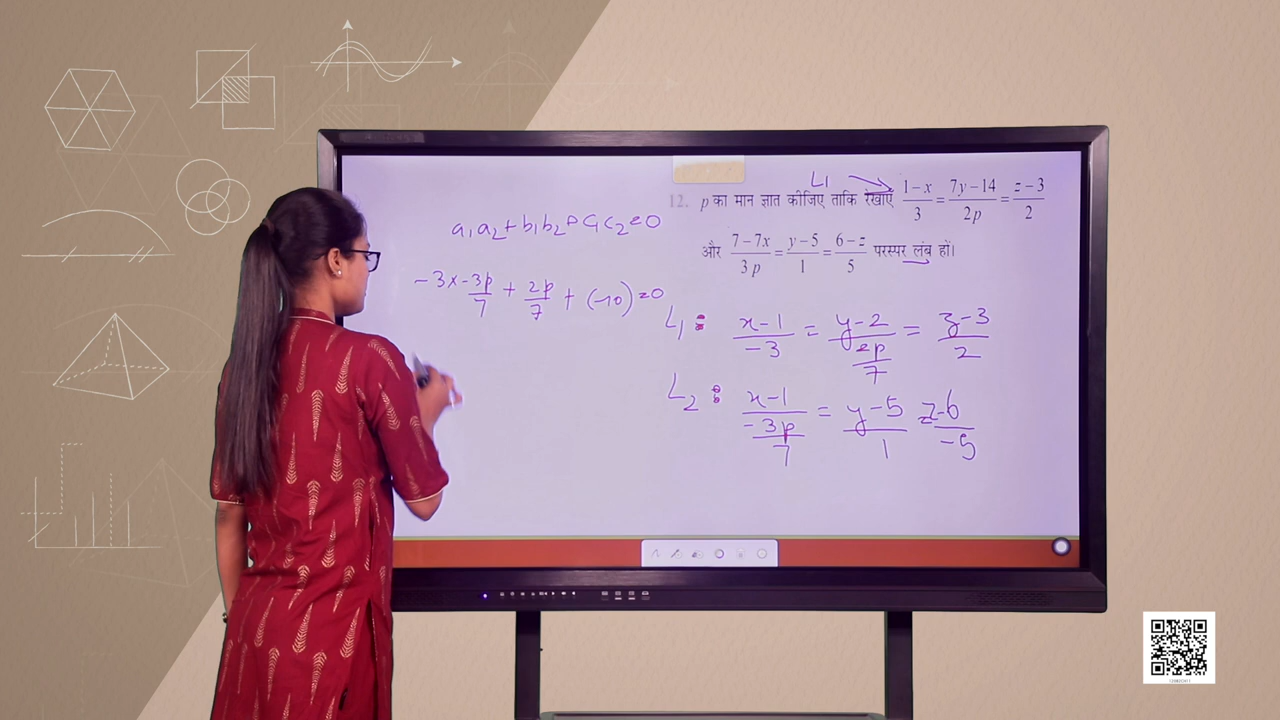 12. p का मान ज्ञात कीजिए ताकि रेखाएँ (1-x)/3 = (7y-14)/2p = (z-3)/2
L1
और (7-7x)/3p = (y-5)/1 = (6-z)/5 परस्पर लंब हों।
a₁a₂+b₁b₂+c₁c₂=0
-3x-3p/7 + 2p/7 + (-10)=0
L₁: (x-1)/-3 = (y-2)/(2p/7) = (z-3)/2
L₂: (x-1)/(-3p/7) = (y-5)/1 z-6/-5